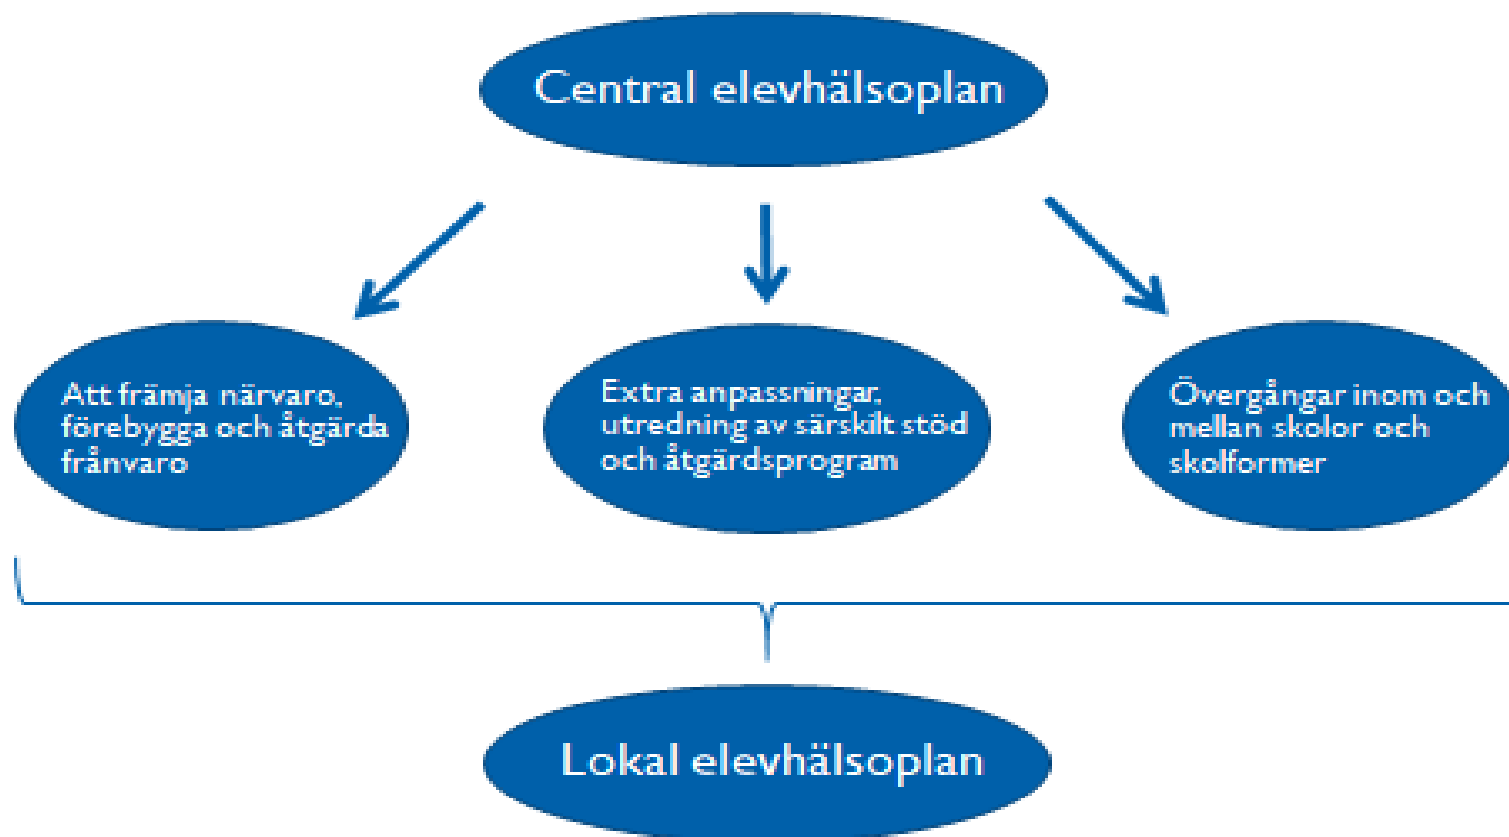 Central elevhälsoplan
Att främja närvaro,
förebygga och åtgärda
frånvaro
Extra anpassningar,
utredning av särskilt stöd
och åtgärdsprogram
Övergångar inom och
mellan skolor och
skolformer
Lokal elevhälsoplan